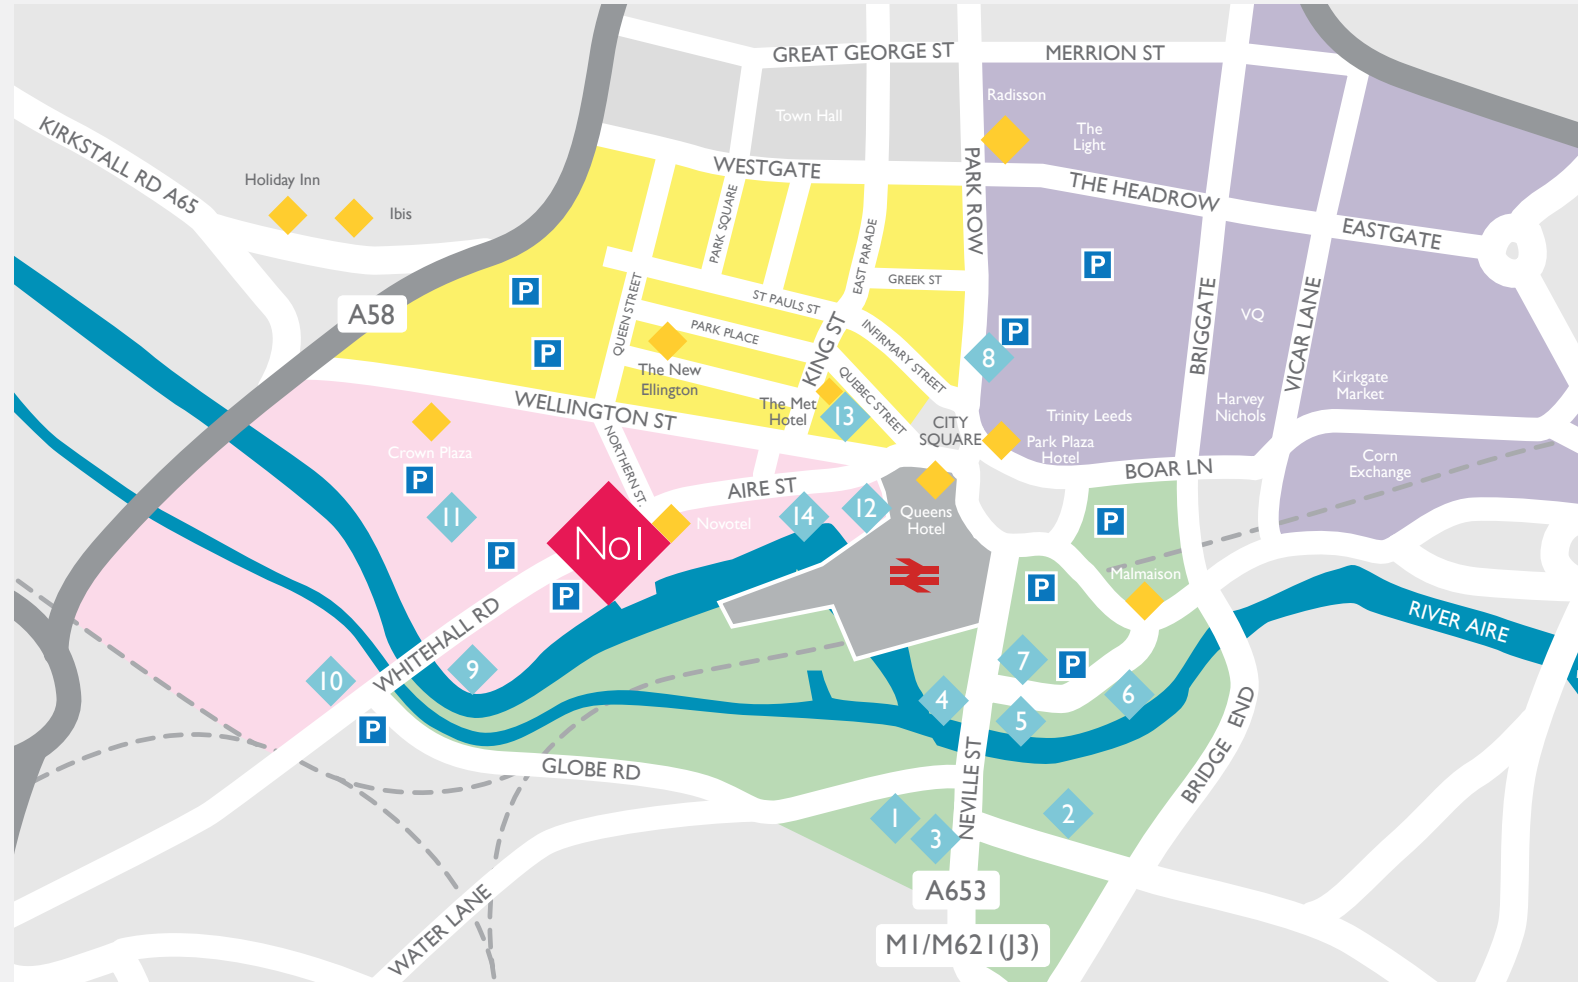 GREAT GEORGE ST
MERRION ST
Radisson
Town Hall
The
Light
KIRKSTALL RD A65
WESTGATE
PARK ROW
THE HEADROW
Holiday Inn
Ibis
PARK SQUARE
EAST PARADE
EASTGATE
P
GREEK ST
P
A58
QUEEN STREET
ST PAULS ST
KING ST
INFIRMARY STREET
P
8
BRIGGATE
VQ
VICAR LANE
PARK PLACE
P
The New
Ellington
QUEBEC STREET
Kirkgate
Market
WELLINGTON ST
The Met
Hotel
13
CITY
SQUARE
Trinity Leeds
Harvey
Nichols
Park Plaza
Hotel
Crown Plaza
NORTHERN ST.
BOAR LN
Corn
Exchange
P
AIRE ST
11
Novotel
14
12
Queens
Hotel
P
No1
P
P
P
Malmaison
WHITEHALL RD
RIVER AIRE
9
10
7
P
4
6
5
P
GLOBE RD
NEVILLE ST
BRIDGE END
1
3
2
A653
WATER LANE
M1/M621(J3)